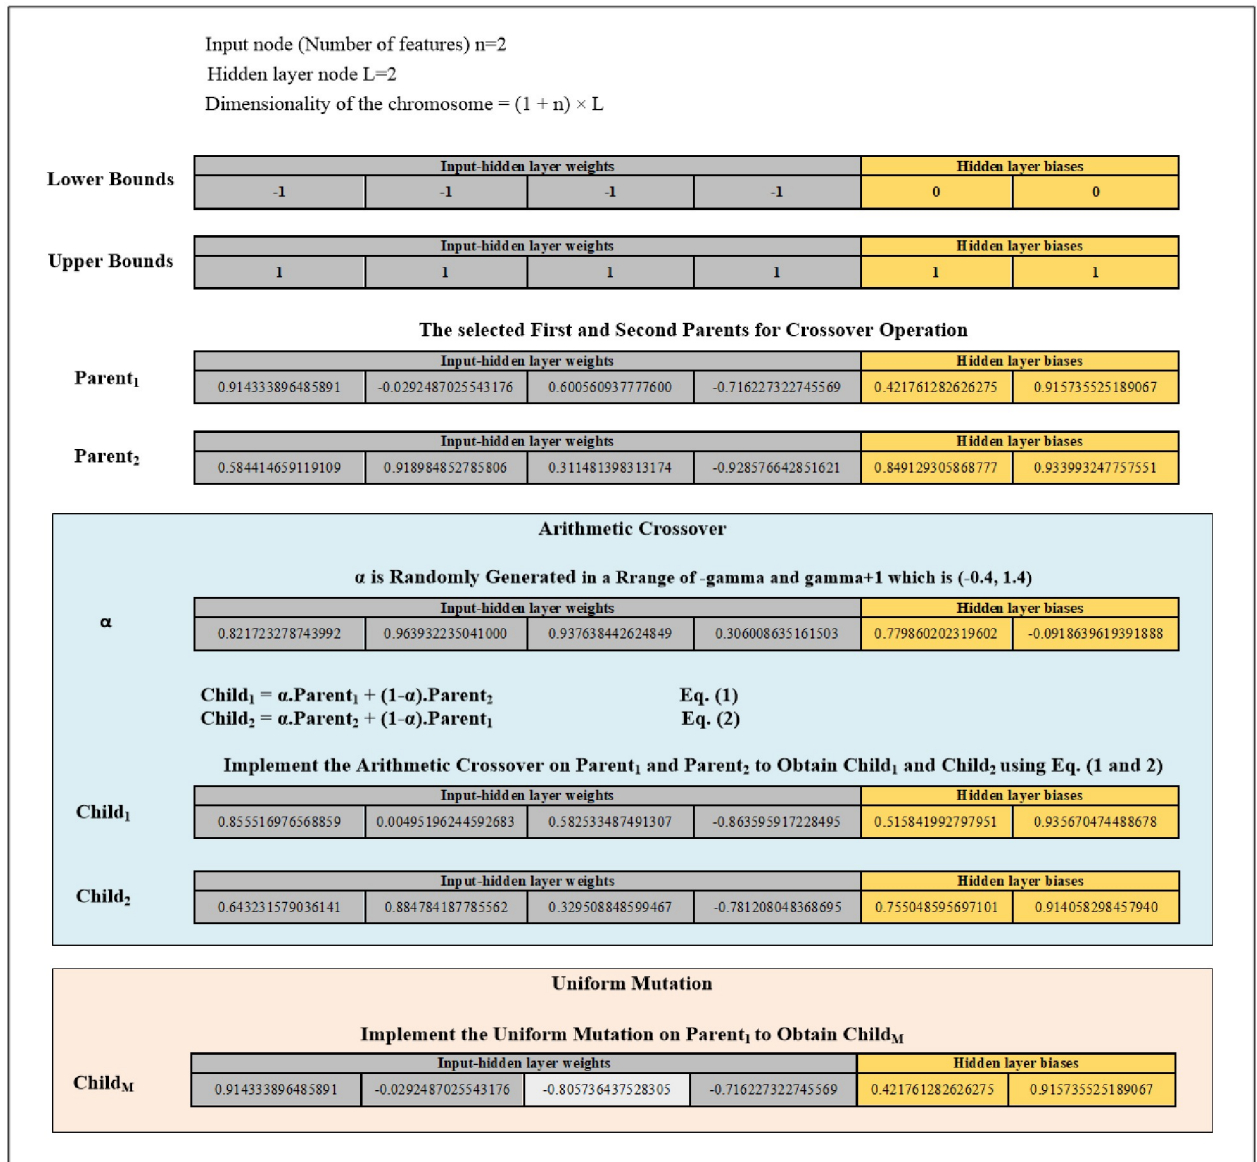 Input node (Number of features) n=2
Hidden layer node L=2
Dimensionality of the chromosome = (1 + n) × L
Input-hidden layer weights Hidden layer biases
Lower Bounds
-1 -1 -1 -1 0 0
Input-hidden layer weights Hidden layer biases
Upper Bounds
1 1 1 1 1 1
The selected First and Second Parents for Crossover Operation
Input-hidden layer weights Hidden layer biases
Parent₁
0.914333896485891 -0.0292487025543176 0.600560937777600 -0.716227322745569 0.421761282626275 0.915735525189067
Input-hidden layer weights Hidden layer biases
Parent₂
0.584414659119109 0.918984852785806 0.311481398313174 -0.928576642851621 0.849129305868777 0.933993247757551
Arithmetic Crossover
α is Randomly Generated in a Rrange of -gamma and gamma+1 which is (-0.4, 1.4)
Input-hidden layer weights Hidden layer biases
α
0.821723278743992 0.963932235041000 0.937638442624849 0.306008635161503 0.779860202319602 -0.0918639619391888
Child₁ = α.Parent₁ + (1-α).Parent₂ Eq. (1)
Child₂ = α.Parent₂ + (1-α).Parent₁ Eq. (2)
Implement the Arithmetic Crossover on Parent₁ and Parent₂ to Obtain Child₁ and Child₂ using Eq. (1 and 2)
Input-hidden layer weights Hidden layer biases
Child₁
0.855516976568859 0.00495196244592683 0.582533487491307 -0.863595917228495 0.515841992797951 0.935670474488678
Input-hidden layer weights Hidden layer biases
Child₂
0.643231579036141 0.884784187785562 0.329508848599467 -0.781208048368695 0.755048595697101 0.914058298457940
Uniform Mutation
Implement the Uniform Mutation on Parent₁ to Obtain Child<sub>M</sub>
Input-hidden layer weights Hidden layer biases
Child<sub>M</sub>
0.914333896485891 -0.0292487025543176 -0.805736437528305 -0.716227322745569 0.421761282626275 0.915735525189067